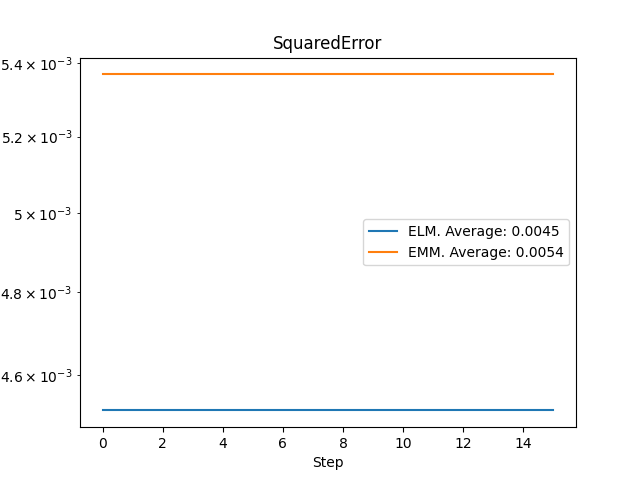 SquaredError
5.4 × 10⁻³
5.2 × 10⁻³
5 × 10⁻³
4.8 × 10⁻³
4.6 × 10⁻³
ELM. Average: 0.0045
EMM. Average: 0.0054
0 2 4 6 8 10 12 14
Step